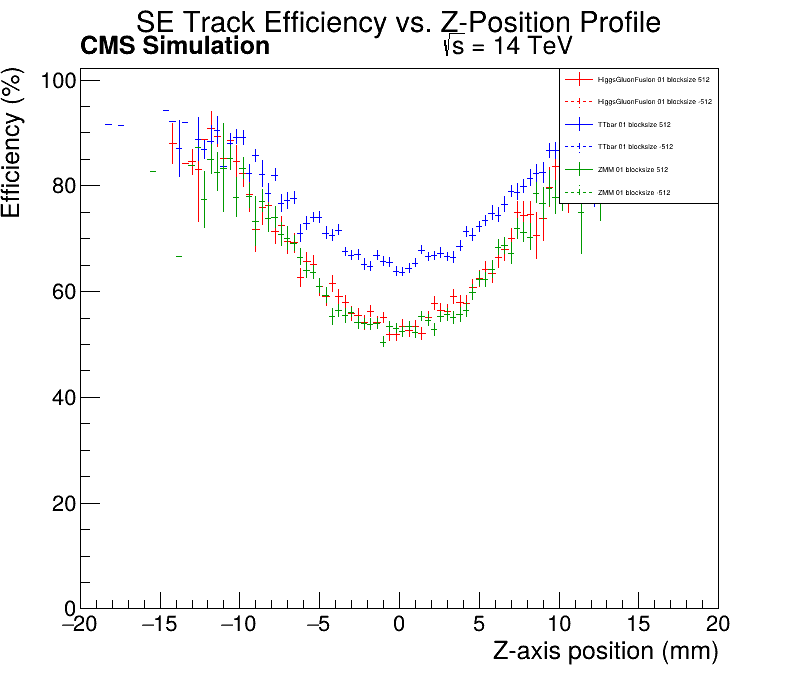 SE Track Efficiency vs. Z-Position Profile
CMS Simulation
√s = 14 TeV
Efficiency (%)
100
80
60
40
20
0
HiggsGluonFusion 01 blocksize 512
HiggsGluonFusion 01 blocksize -512
TTbar 01 blocksize 512
TTbar 01 blocksize -512
ZMM 01 blocksize 512
ZMM 01 blocksize -512
−20 −15 −10 −5 0 5 10 15 20
Z-axis position (mm)